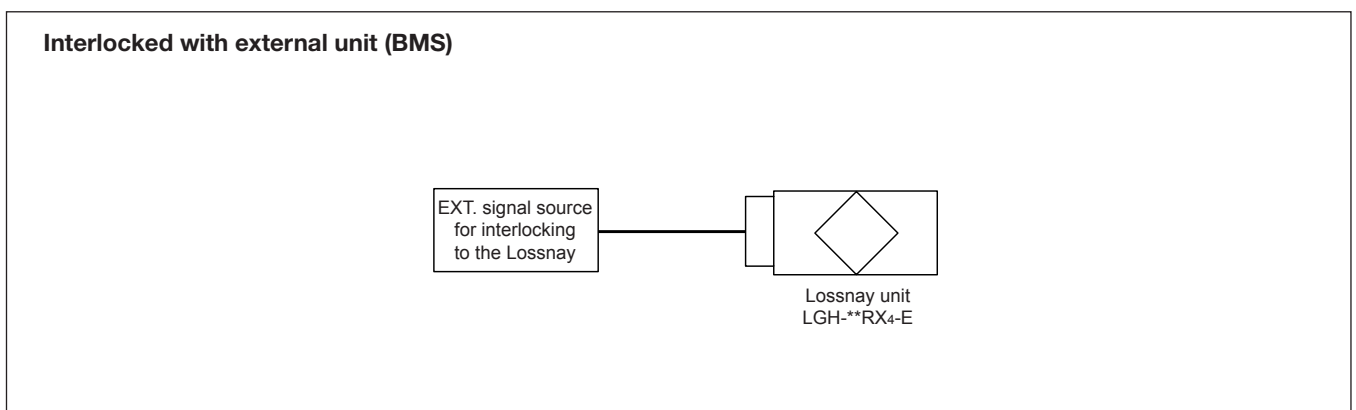 Interlocked with external unit (BMS)
EXT. signal source
for interlocking
to the Lossnay
Lossnay unit
LGH-**RX4-E